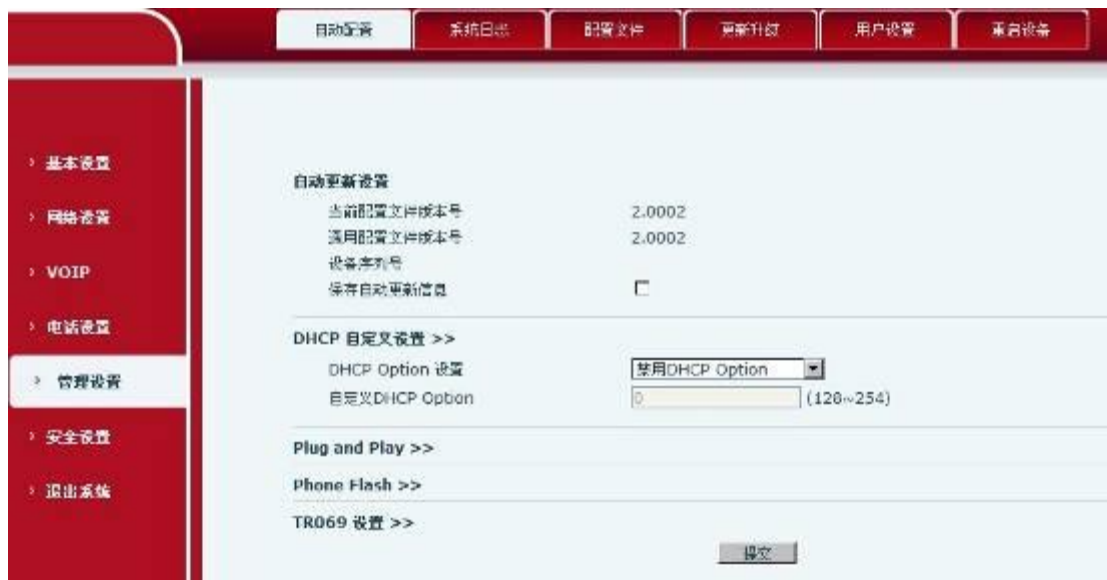 自动配置 系统日志 配置文件 更新升级 用户设置 重启设备
基本设置
网络设置
VOIP
电话设置
管理设置
安全设置
退出系统
自动更新设置
当前配置文件版本号 2.0002
通用配置文件版本号 2.0002
设备序列号
保存自动更新信息
DHCP 自定义设置 >>
DHCP Option 设置 禁用DHCP Option
自定义DHCP Option 0 (128~254)
Plug and Play >>
Phone Flash >>
TR069 设置 >>
提交